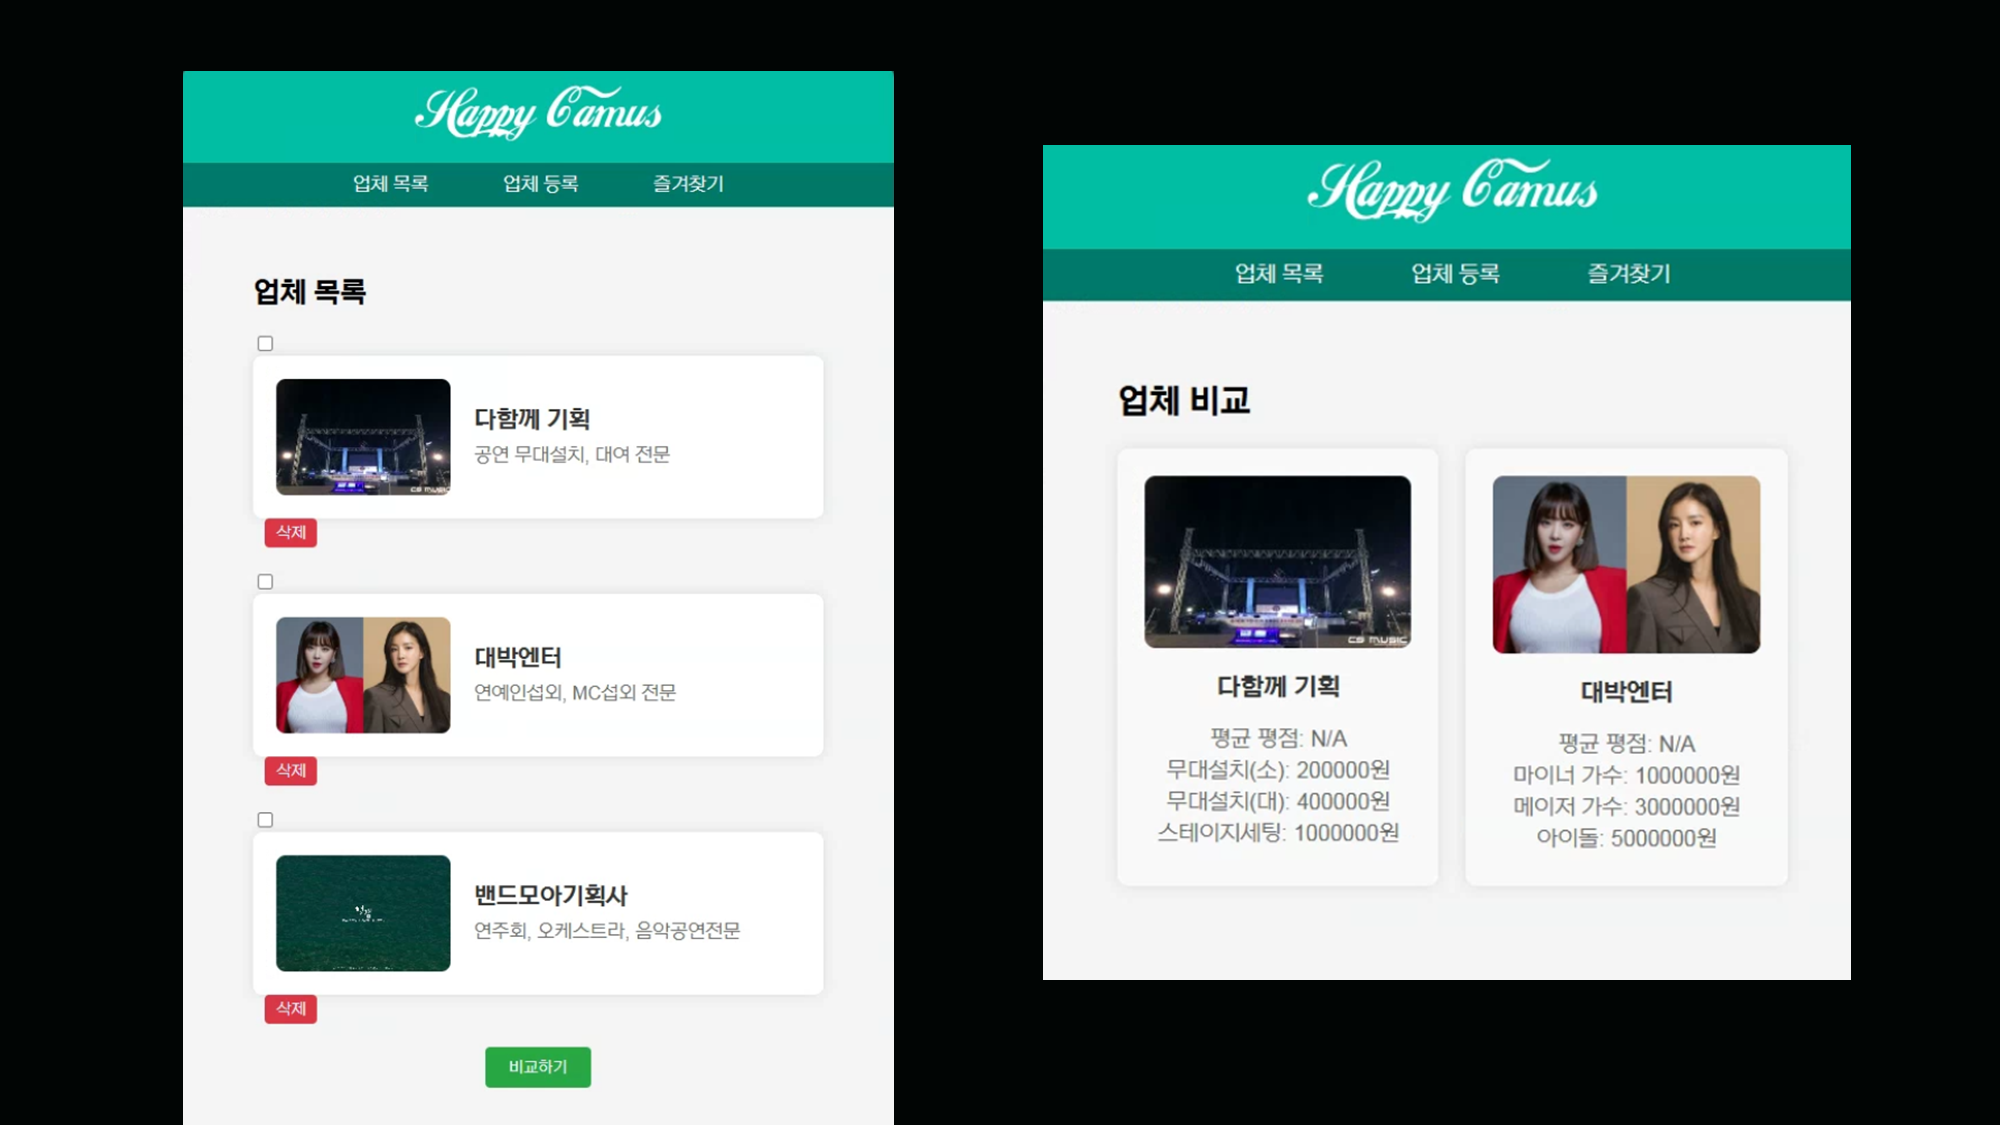 Happy Camus
업체 목록 업체 등록 즐겨찾기
업체 목록
다함께 기획
공연 무대설치, 대여 전문
CS MUSIC
삭제
대박엔터
연예인섭외, MC섭외 전문
삭제
밴드모아기획사
연주회, 오케스트라, 음악공연전문
삭제
비교하기
Happy Camus
업체 목록 업체 등록 즐겨찾기
업체 비교
CS MUSIC
다함께 기획
평균 평점: N/A
무대설치(소): 200000원
무대설치(대): 400000원
스테이지세팅: 1000000원
대박엔터
평균 평점: N/A
마이너 가수: 1000000원
메이저 가수: 3000000원
아이돌: 5000000원